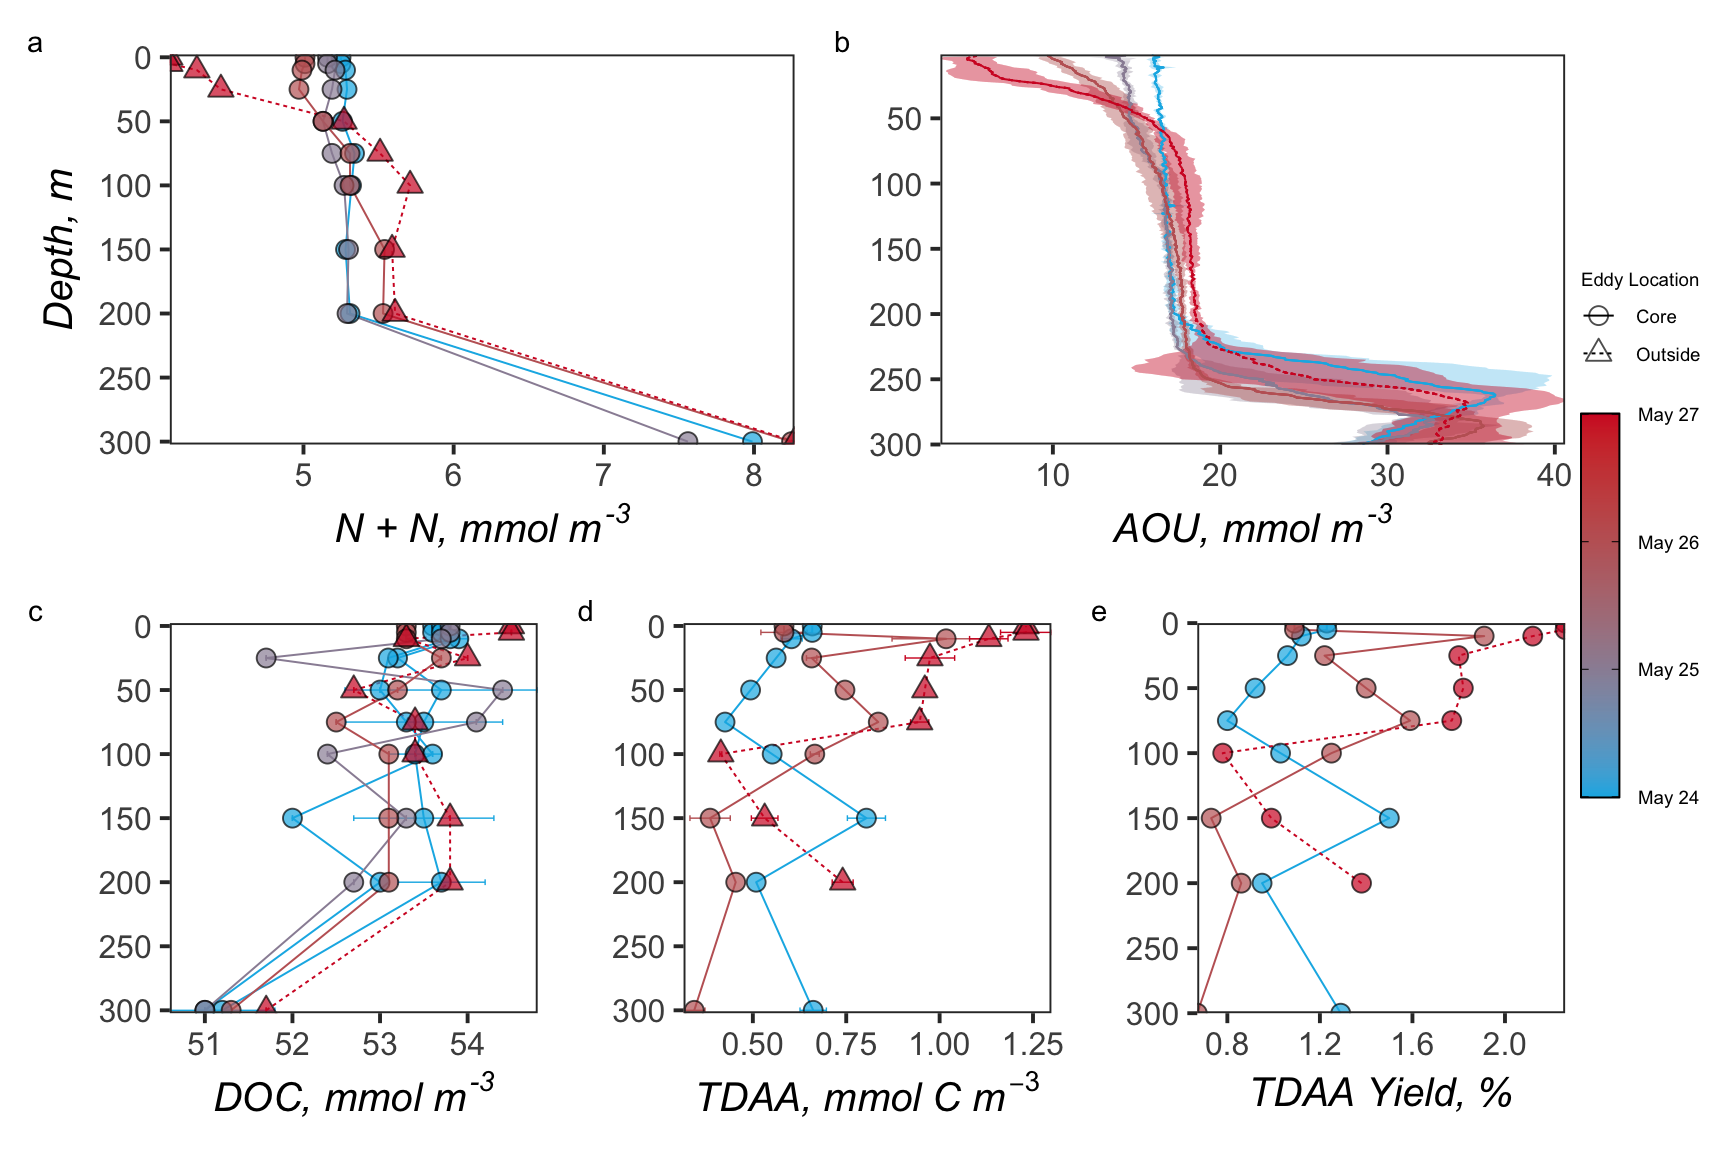 a
0
50
100
150
200
250
300
Depth, m
5 6 7 8
N + N, mmol m⁻³
b
50
100
150
200
250
300
10 20 30 40
AOU, mmol m⁻³
Eddy Location
Core
Outside
May 27
May 26
May 25
May 24
c
0
50
100
150
200
250
300
51 52 53 54
DOC, mmol m⁻³
d
0
50
100
150
200
250
300
0.50 0.75 1.00 1.25
TDAA, mmol C m⁻³
e
0
50
100
150
200
250
300
0.8 1.2 1.6 2.0
TDAA Yield, %